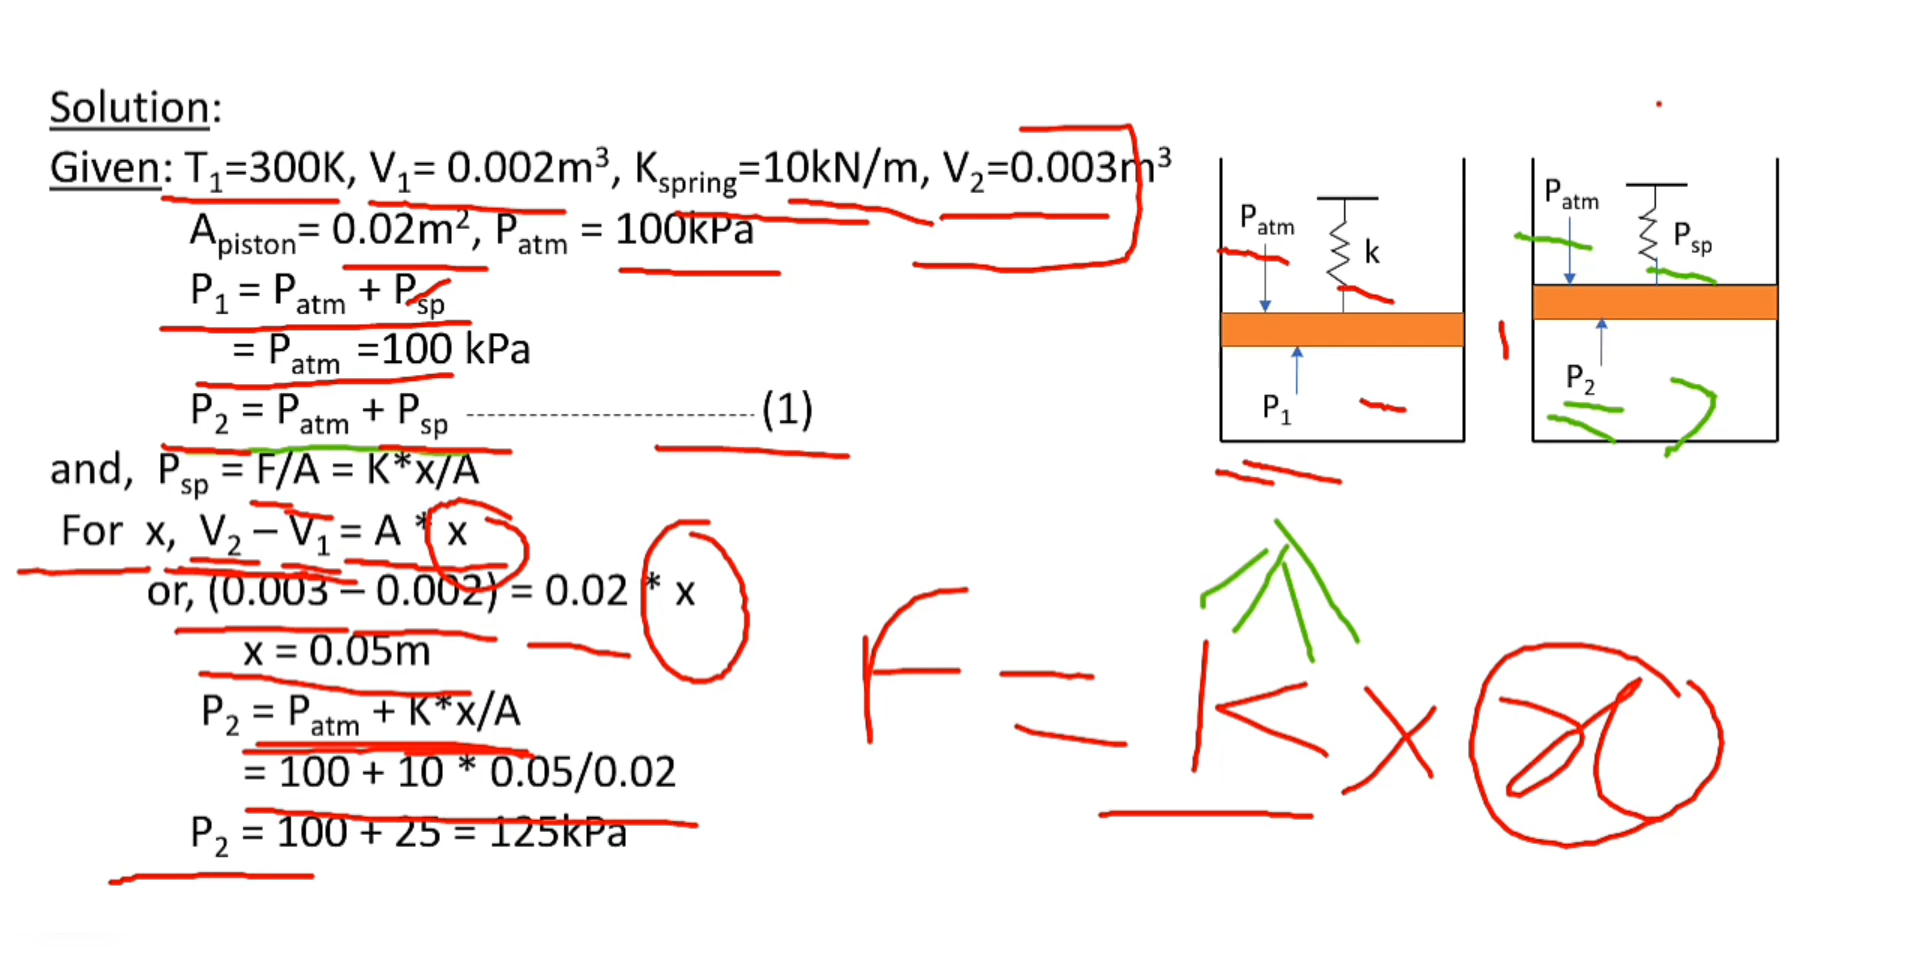 Solution:
Given: T₁=300K, V₁= 0.002m³, Kspring=10kN/m, V₂=0.003m³
Apiston= 0.02m², Patm = 100kPa
P₁ = Patm + Psp
= Patm =100 kPa
P₂ = Patm + Psp ---------------------------- (1)
and, Psp = F/A = K*x/A
For x, V₂ – V₁ = A * x
or, (0.003 – 0.002) = 0.02 * x
x = 0.05m
P₂ = Patm + K*x/A
= 100 + 10 * 0.05/0.02
P₂ = 100 + 25 = 125kPa
Patm
k
P₁
Patm
Psp
P₂
F = K x x